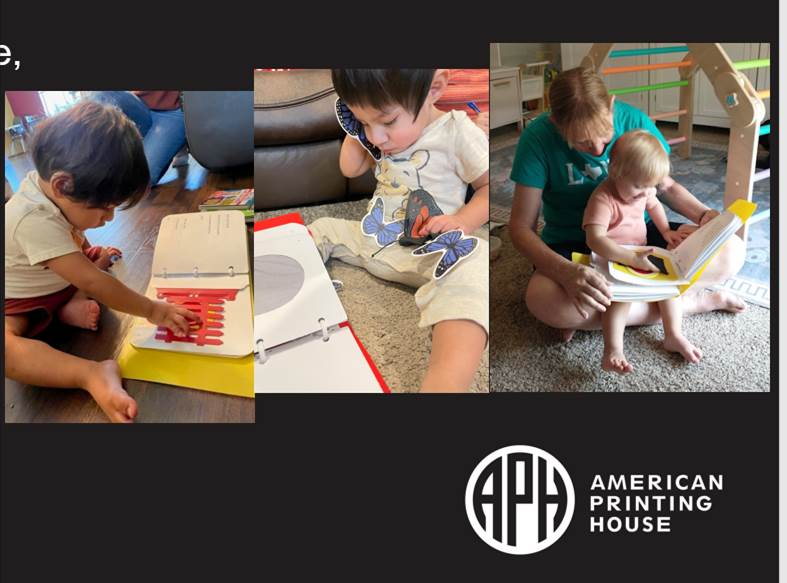 e,
APH
AMERICAN
PRINTING
HOUSE